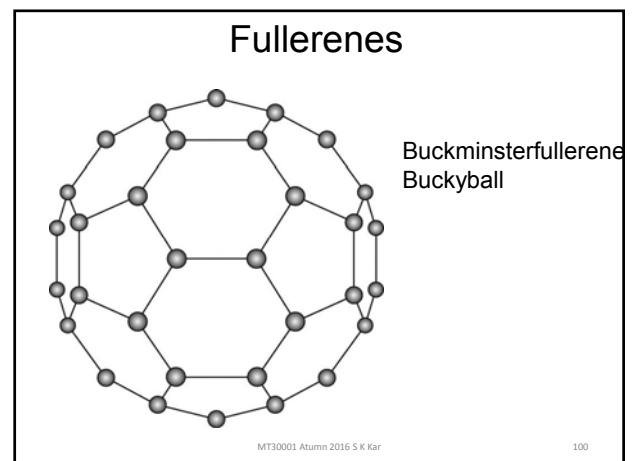 Fullerenes
Buckminsterfullerene
Buckyball
MT30001 Atumn 2016 S K Kar
100